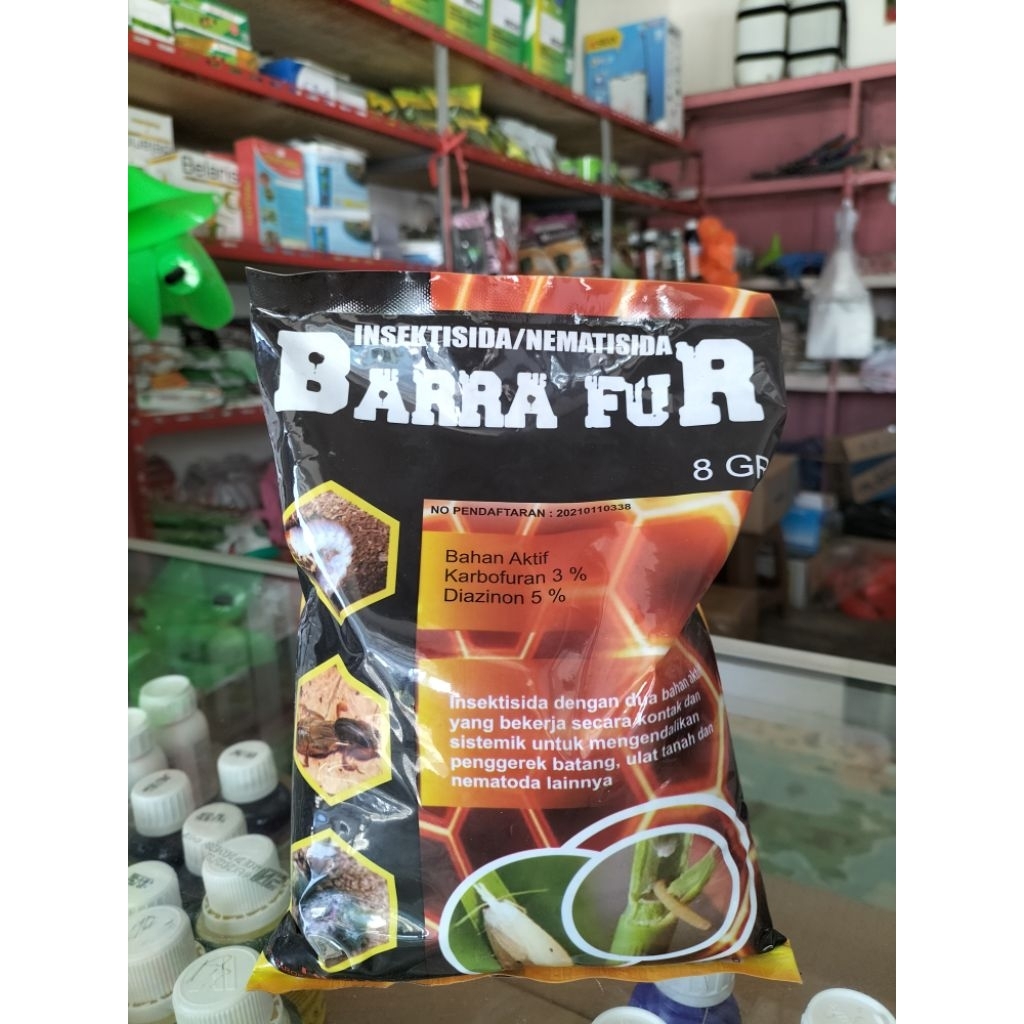 Belaris
INSEKTISIDA/NEMATISIDA
BARRA FUR
8 GR
NO PENDAFTARAN : 20210110338
Bahan Aktif
Karbofuran 3 %
Diazinon 5 %
Insektisida dengan dua bahan aktif
yang bekerja secara kontak dan
sistemik untuk mengendalikan
penggerek batang, ulat tanah dan
nematoda lainnya